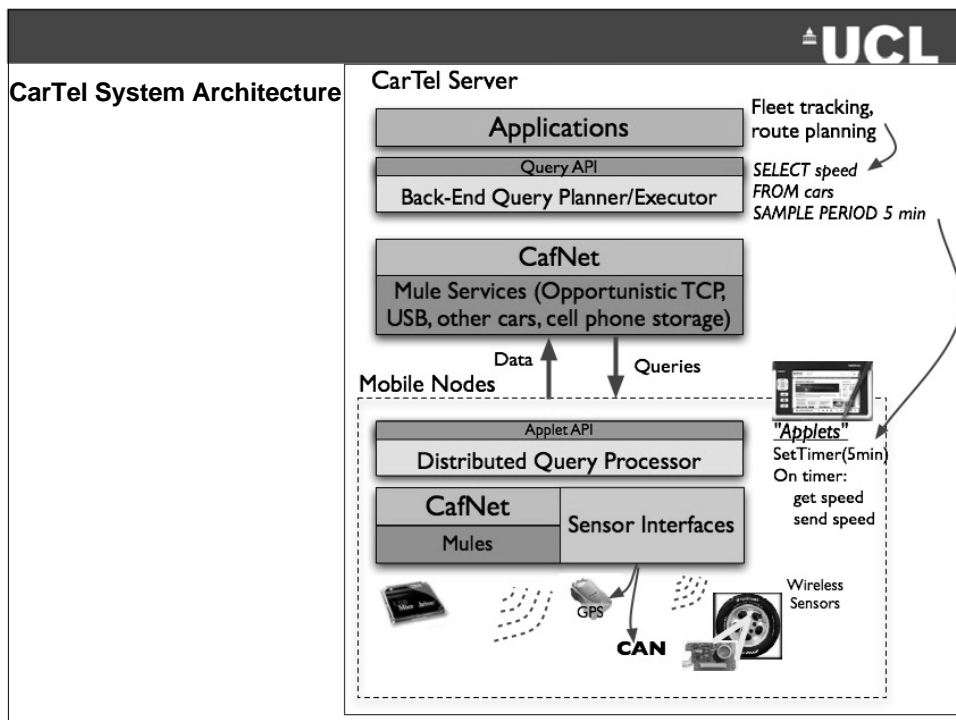 UCL
CarTel System Architecture
CarTel Server
Applications
Fleet tracking,
route planning
Query API
Back-End Query Planner/Executor
SELECT speed
FROM cars
SAMPLE PERIOD 5 min
CafNet
Mule Services (Opportunistic TCP,
USB, other cars, cell phone storage)
Data
Queries
Mobile Nodes
Applet API
Distributed Query Processor
"Applets"
SetTimer(5min)
On timer:
get speed
send speed
CafNet
Mules
Sensor Interfaces
GPS
CAN
Wireless
Sensors